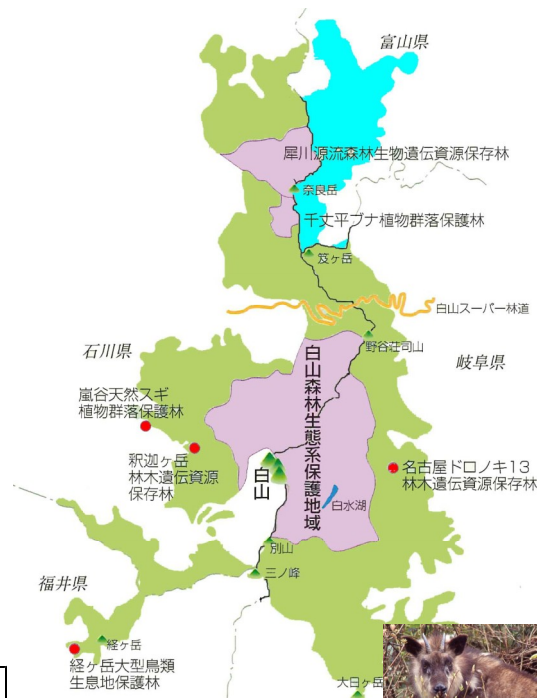 富山県
犀川源流森林生物遺伝資源保存林
奈良岳
千丈平ブナ植物群落保護林
笈ヶ岳
白山スーパー林道
石川県
野谷荘司山
岐阜県
嵐谷天然スギ
植物群落保護林
釈迦ヶ岳
林木遺伝資源
保存林
白山
白山森林生態系保護地域
名古屋ドロノキ13
林木遺伝資源保存林
白水湖
別山
三ノ峰
福井県
経ヶ岳
経ヶ岳大型鳥類
生息地保護林
大日ヶ岳